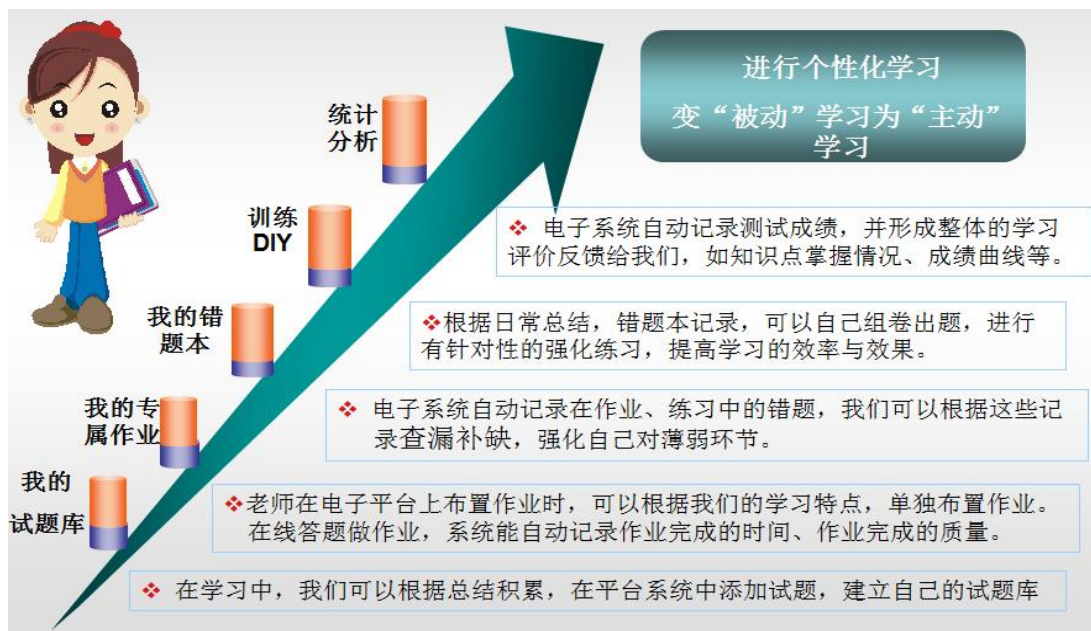 进行个性化学习
变“被动”学习为“主动”
学习
统计
分析
❖ 电子系统自动记录测试成绩，并形成整体的学习
评价反馈给我们，如知识点掌握情况、成绩曲线等。
训练
DIY
❖根据日常总结，错题本记录，可以自己组卷出题，进行
有针对性的强化练习，提高学习的效率与效果。
我的错
题本
❖ 电子系统自动记录在作业、练习中的错题，我们可以根据这些记
录查漏补缺，强化自己对薄弱环节。
我的专
属作业
❖老师在电子平台上布置作业时，可以根据我们的学习特点，单独布置作业。
在线答题做作业，系统能自动记录作业完成的时间、作业完成的质量。
我的
试题库
❖ 在学习中，我们可以根据总结积累，在平台系统中添加试题，建立自己的试题库